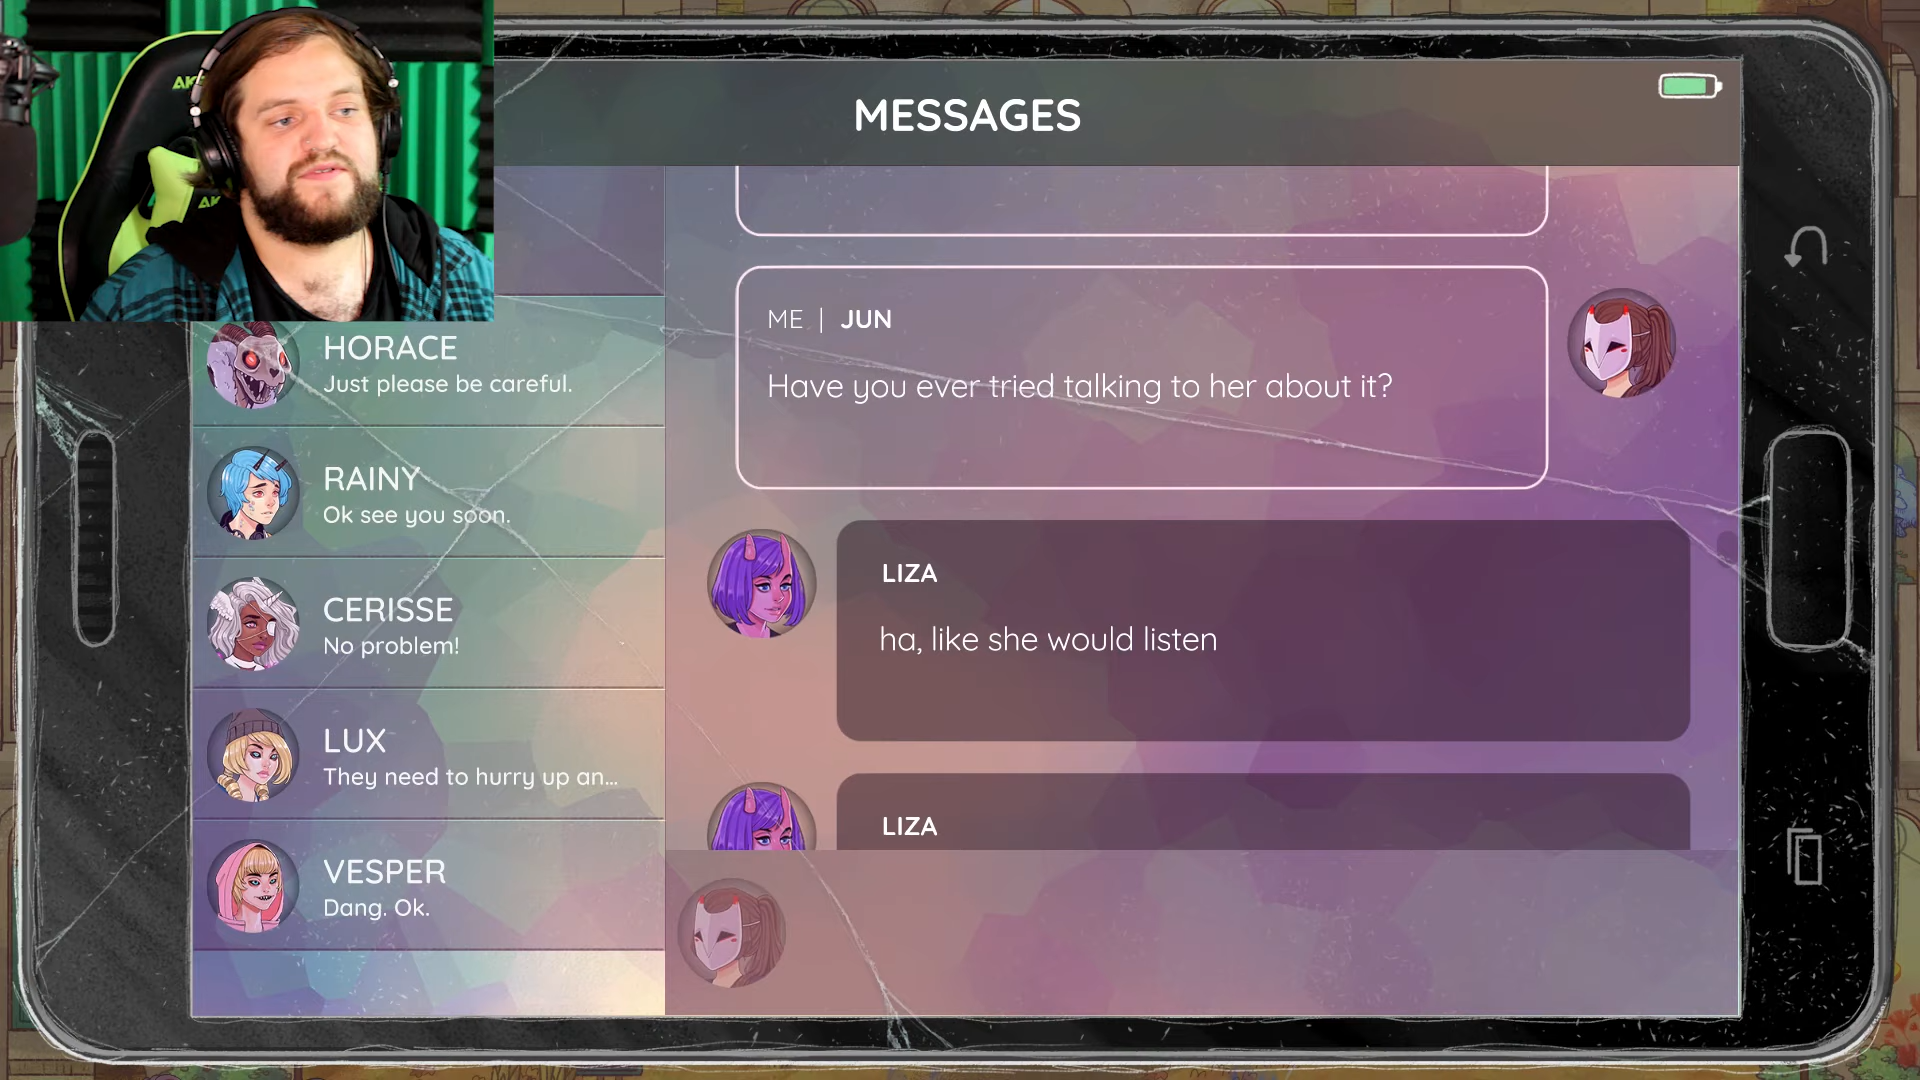 MESSAGES
HORACE
Just please be careful.
RAINY
Ok see you soon.
CERISSE
No problem!
LUX
They need to hurry up an...
VESPER
Dang. Ok.
ME | JUN
Have you ever tried talking to her about it?
LIZA
ha, like she would listen
LIZA